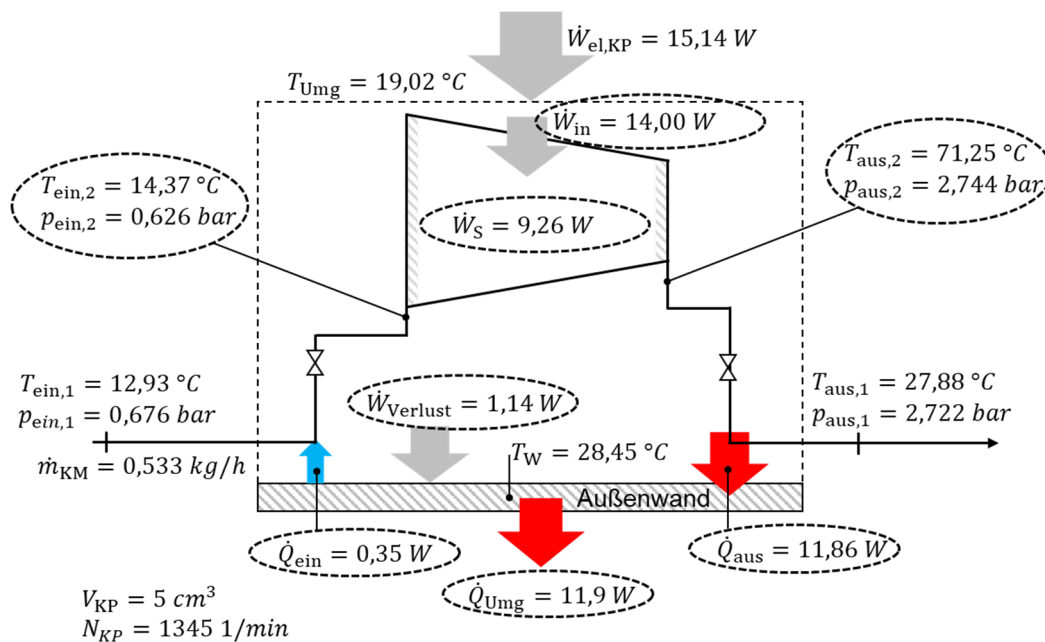 Ẇel,KP = 15,14 W
TUmg = 19,02 °C
Ẇin = 14,00 W
Tein,2 = 14,37 °C
pein,2 = 0,626 bar
Taus,2 = 71,25 °C
paus,2 = 2,744 bar
ẆS = 9,26 W
Tein,1 = 12,93 °C
pein,1 = 0,676 bar
ṁKM = 0,533 kg/h
ẆVerlust = 1,14 W
Taus,1 = 27,88 °C
paus,1 = 2,722 bar
TW = 28,45 °C
Außenwand
Q̇ein = 0,35 W
Q̇aus = 11,86 W
Q̇Umg = 11,9 W
VKP = 5 cm³
NKP = 1345 1/min